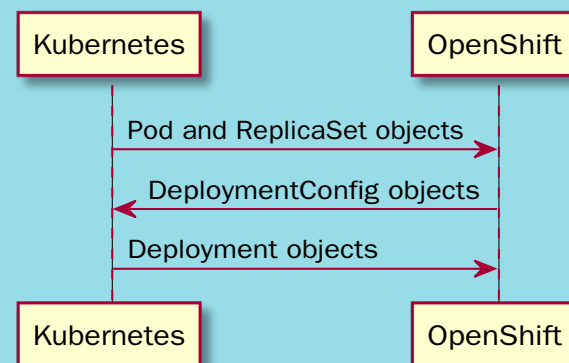 Kubernetes
OpenShift
Pod and ReplicaSet objects
DeploymentConfig objects
Deployment objects
Kubernetes
OpenShift